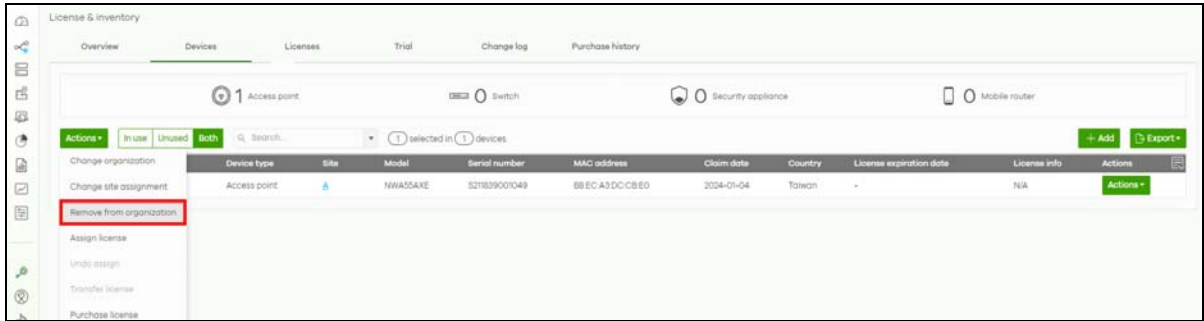 License & inventory
Overview Devices Licenses Trial Change log Purchase history
1 Access point 0 Switch 0 Security appliance 0 Mobile router
Actions In use Unused Both Search... 1 selected in 1 devices + Add Export
Device type Site Model Serial number MAC address Claim date Country License expiration date License info Actions
Change organization
Access point A NWA55AXE S211839001049 B8:EC:A3:DC:CB:E0 2024-01-04 Taiwan - N/A Actions
Change site assignment
Remove from organization
Assign license
Undo assign
Transfer license
Purchase license